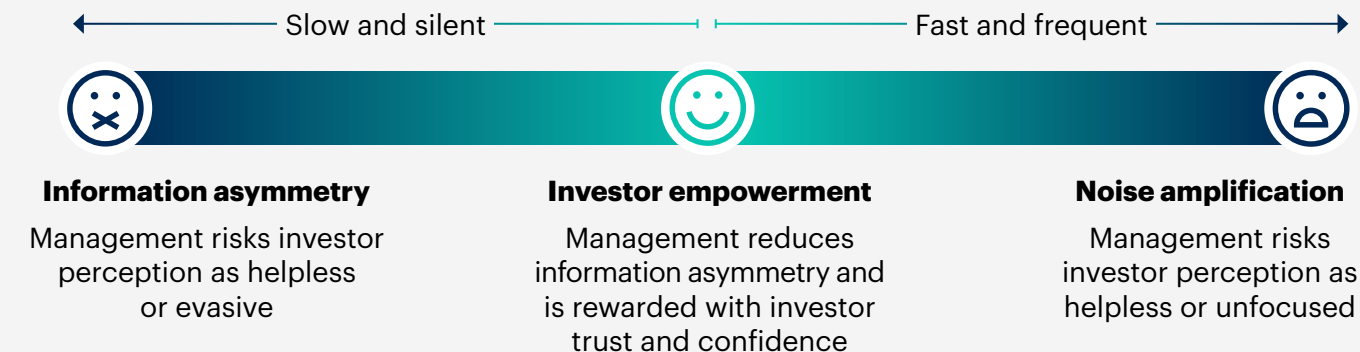 Slow and silent
Fast and frequent
Information asymmetry
Management risks investor
perception as helpless
or evasive
Investor empowerment
Management reduces
information asymmetry and
is rewarded with investor
trust and confidence
Noise amplification
Management risks
investor perception as
helpless or unfocused